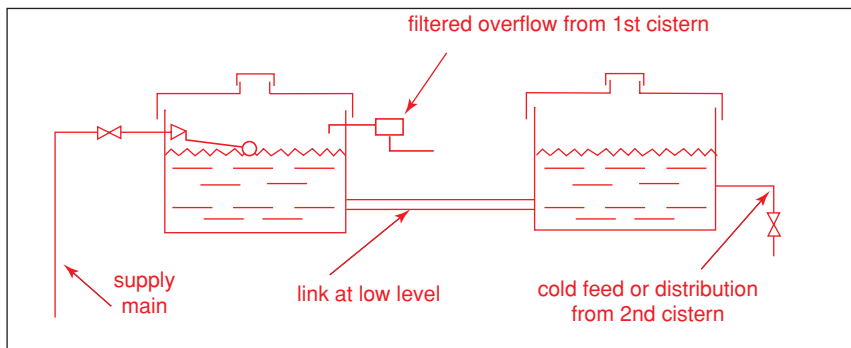 filtered overflow from 1st cistern
supply
main
link at low level
cold feed or distribution
from 2nd cistern